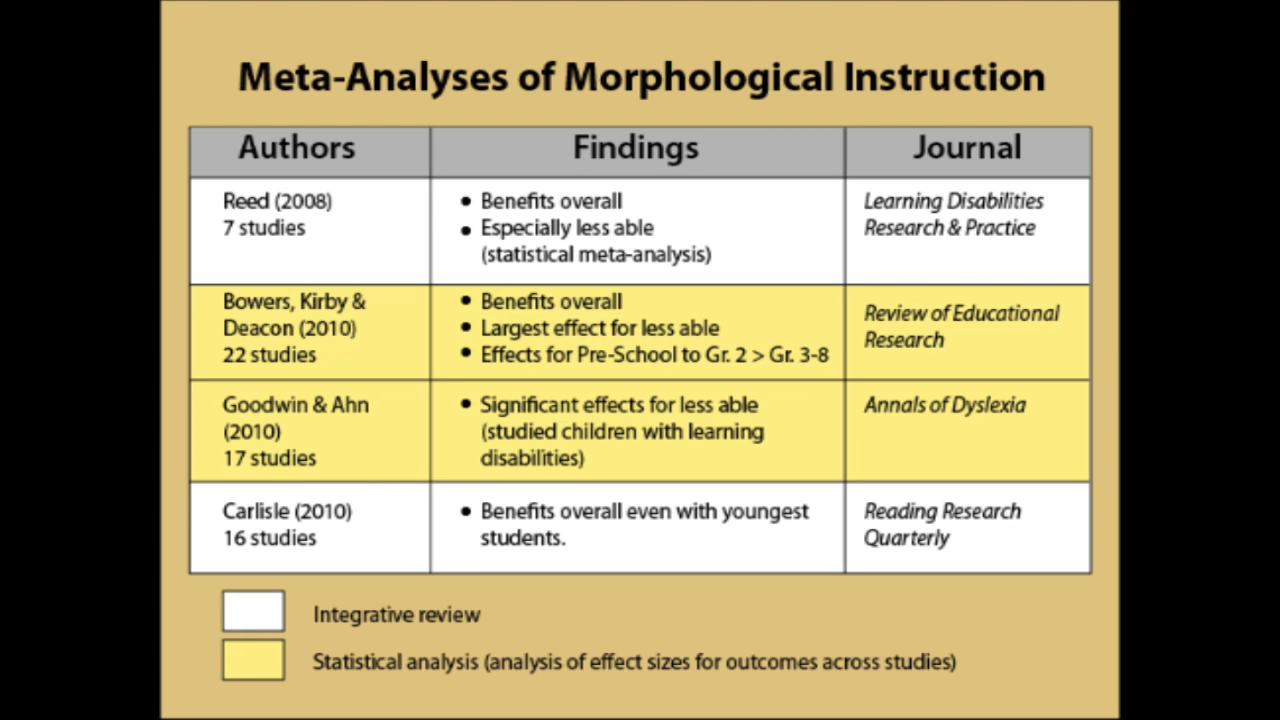 Meta-Analyses of Morphological Instruction
Authors
Findings
Journal
Reed (2008)
7 studies
• Benefits overall
• Especially less able
(statistical meta-analysis)
Learning Disabilities
Research & Practice
Bowers, Kirby &
Deacon (2010)
22 studies
• Benefits overall
• Largest effect for less able
• Effects for Pre-School to Gr. 2 > Gr. 3-8
Review of Educational
Research
Goodwin & Ahn
(2010)
17 studies
• Significant effects for less able
(studied children with learning
disabilities)
Annals of Dyslexia
Carlisle (2010)
16 studies
• Benefits overall even with youngest
students.
Reading Research
Quarterly
Integrative review
Statistical analysis (analysis of effect sizes for outcomes across studies)